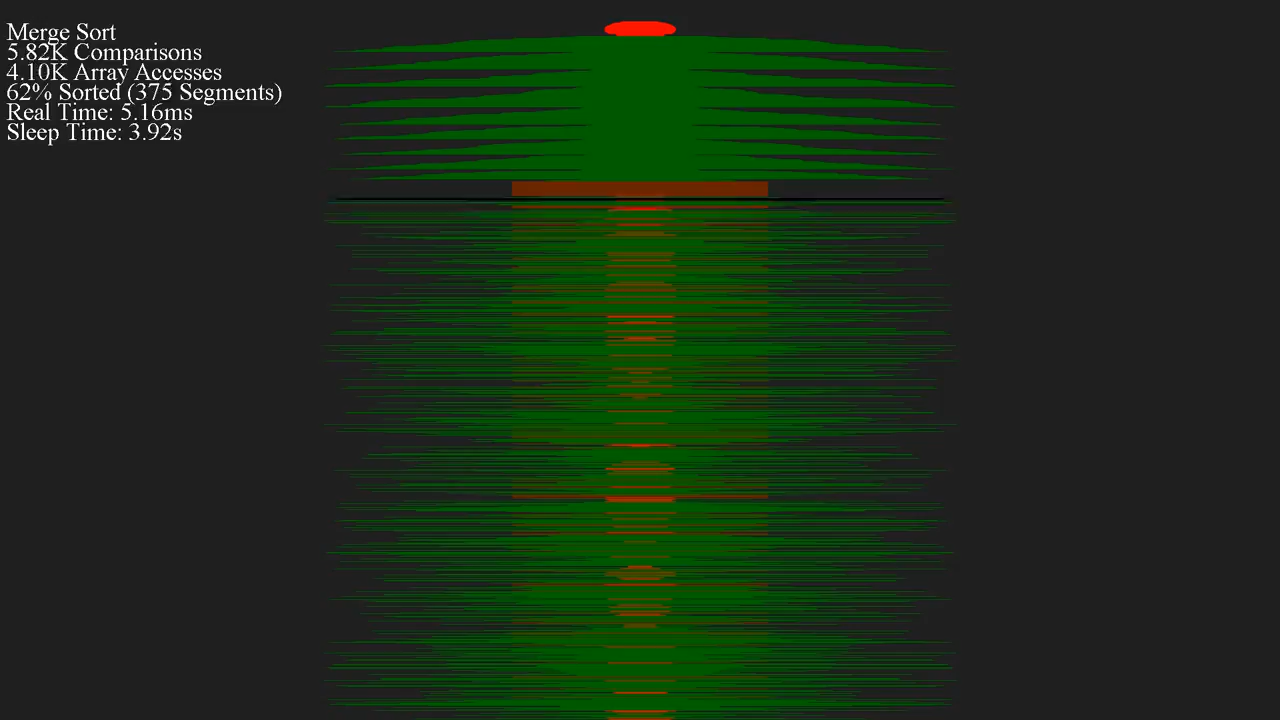 Merge Sort
5.82K Comparisons
4.10K Array Accesses
62% Sorted (375 Segments)
Real Time: 5.16ms
Sleep Time: 3.92s